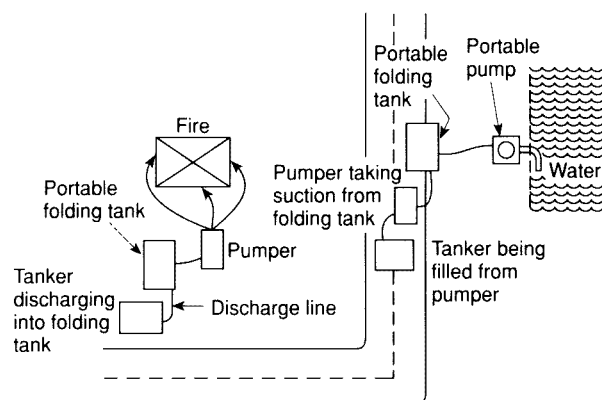 Fire
Portable
folding tank
Pumper
Tanker
discharging
into folding
tank
Discharge line
Portable
folding
tank
Portable
pump
Water
Pumper taking
suction from
folding tank
Tanker being
filled from
pumper